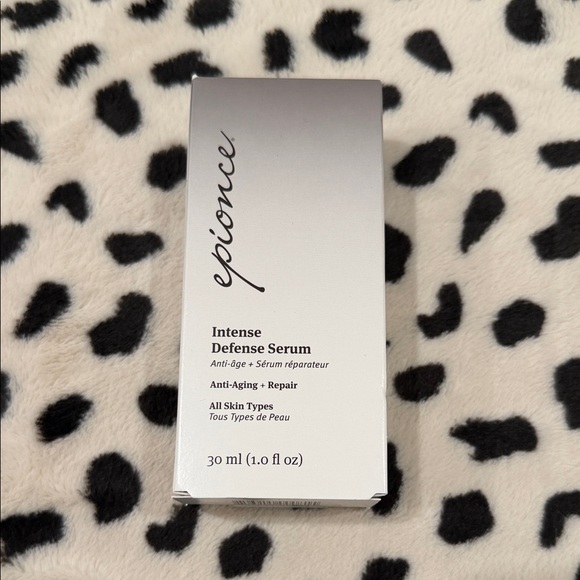 epionce
Intense
Defense Serum
Anti-âge + Sérum réparateur
Anti-Aging + Repair
All Skin Types
Tous Types de Peau
30 ml (1.0 fl oz)